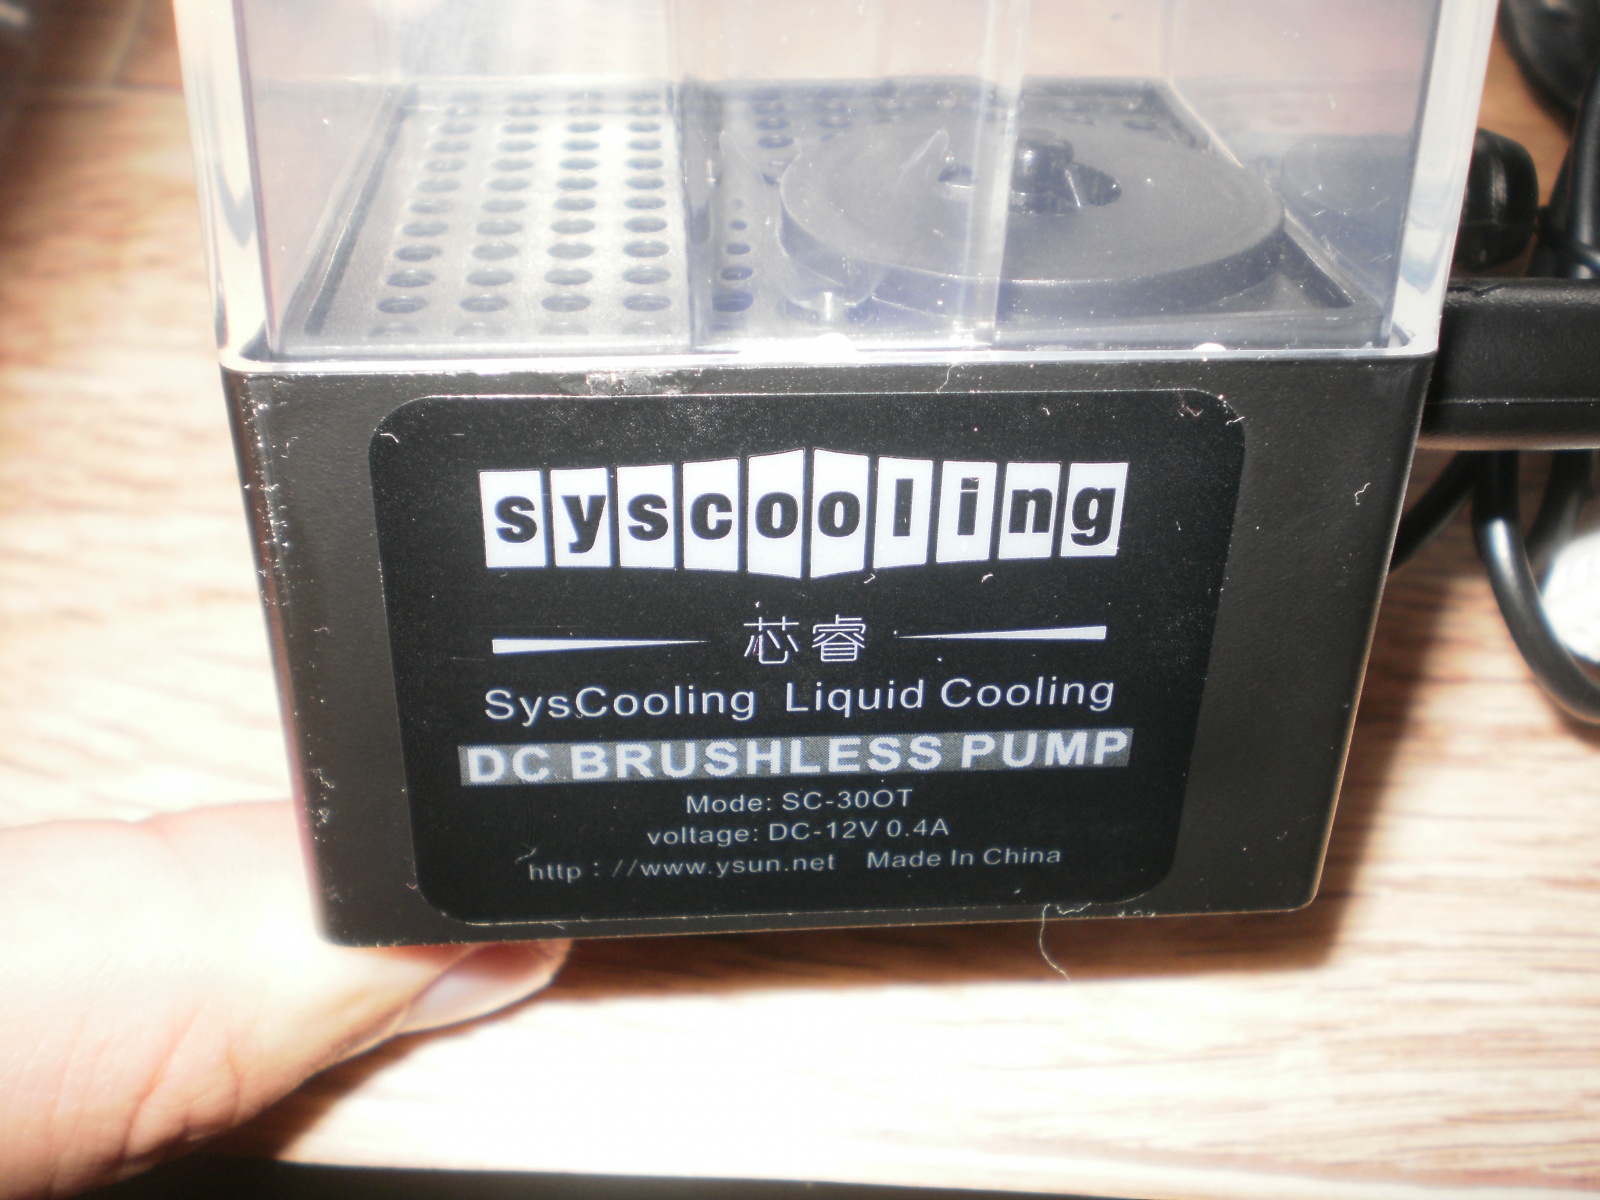 syscooling
芯睿
SysCooling Liquid Cooling
DC BRUSHLESS PUMP
Mode: SC-30OT
voltage: DC-12V 0.4A
http：//www.ysun.net Made In China